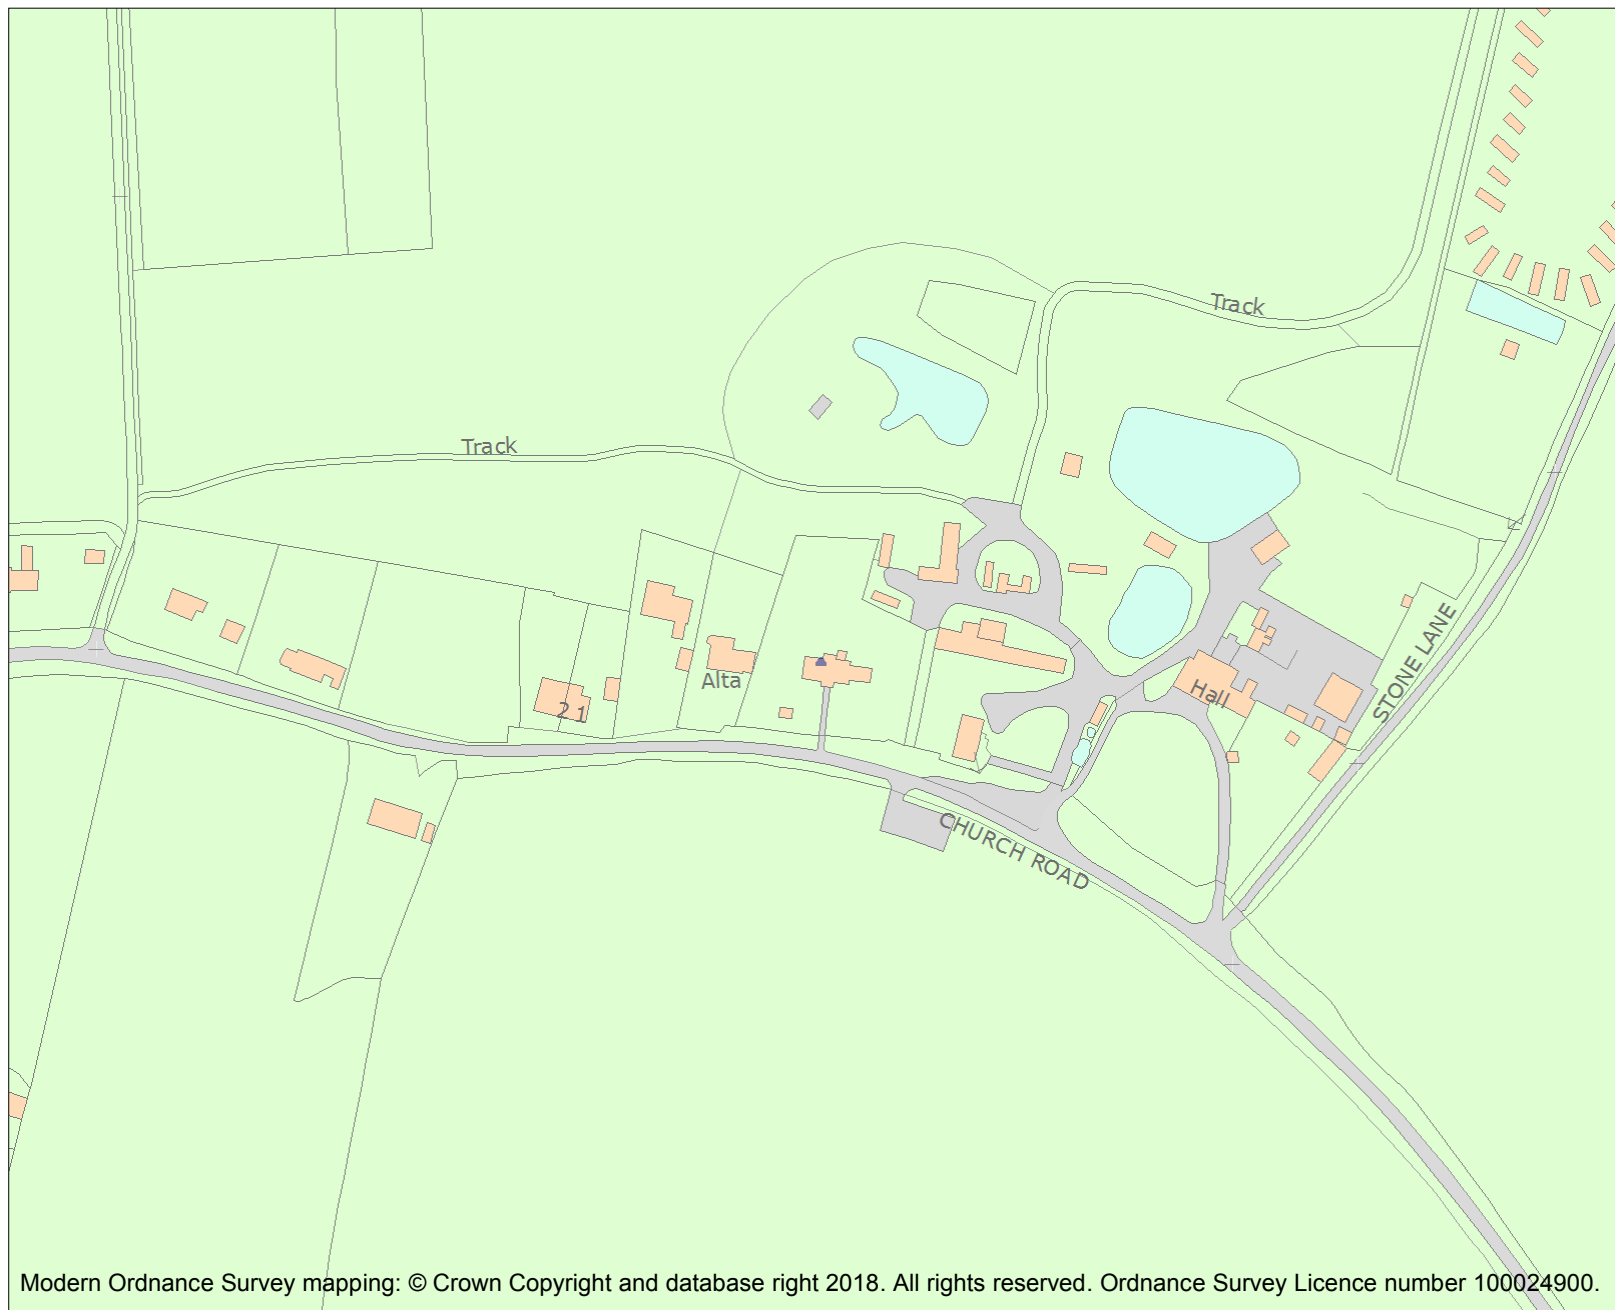 Track
Track
STONE LANE
Alta
Hall
2 1
CHURCH ROAD
Modern Ordnance Survey mapping: © Crown Copyright and database right 2018. All rights reserved. Ordnance Survey Licence number 100024900.